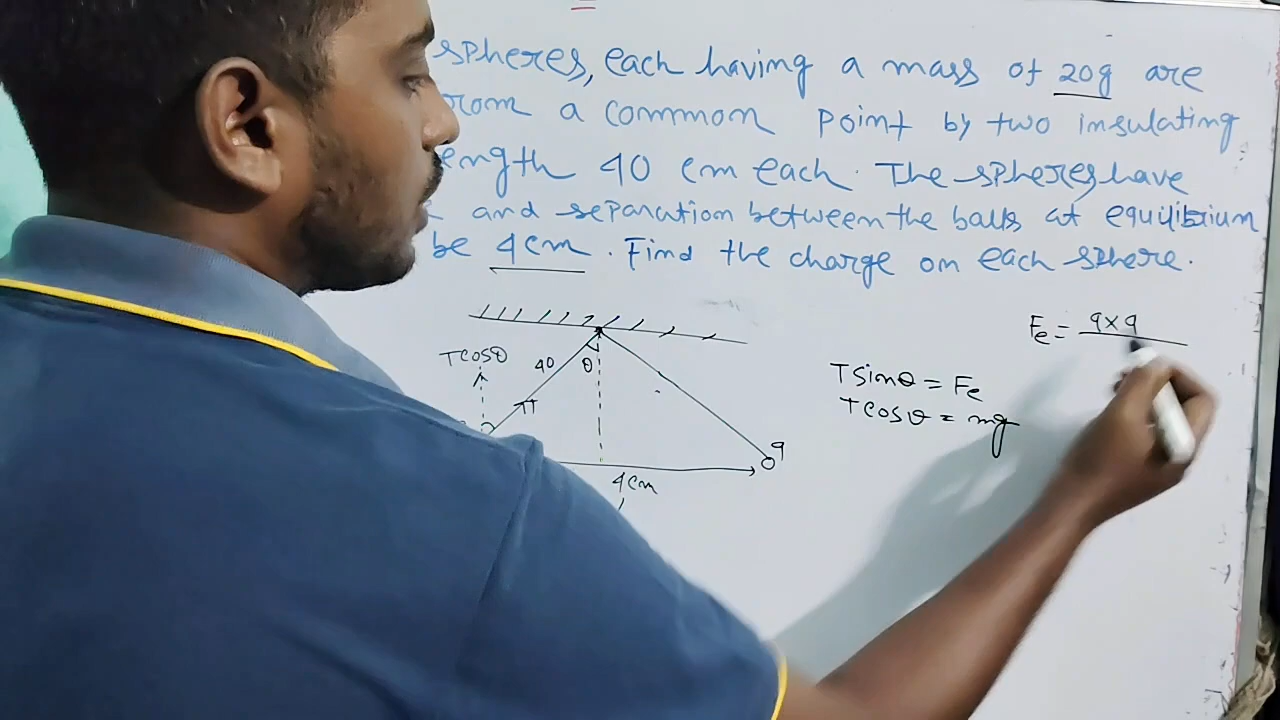 spheres, each having a mass of 20g are
a common point by two insulating
40 cm each. The spheres have
and separation between the balls at equilibrium
be 4cm. Find the charge on each sphere.
Fe = q×q
Tcosθ
40 θ
Tsinθ = Fe
T
Tcosθ = mg
q
4cm